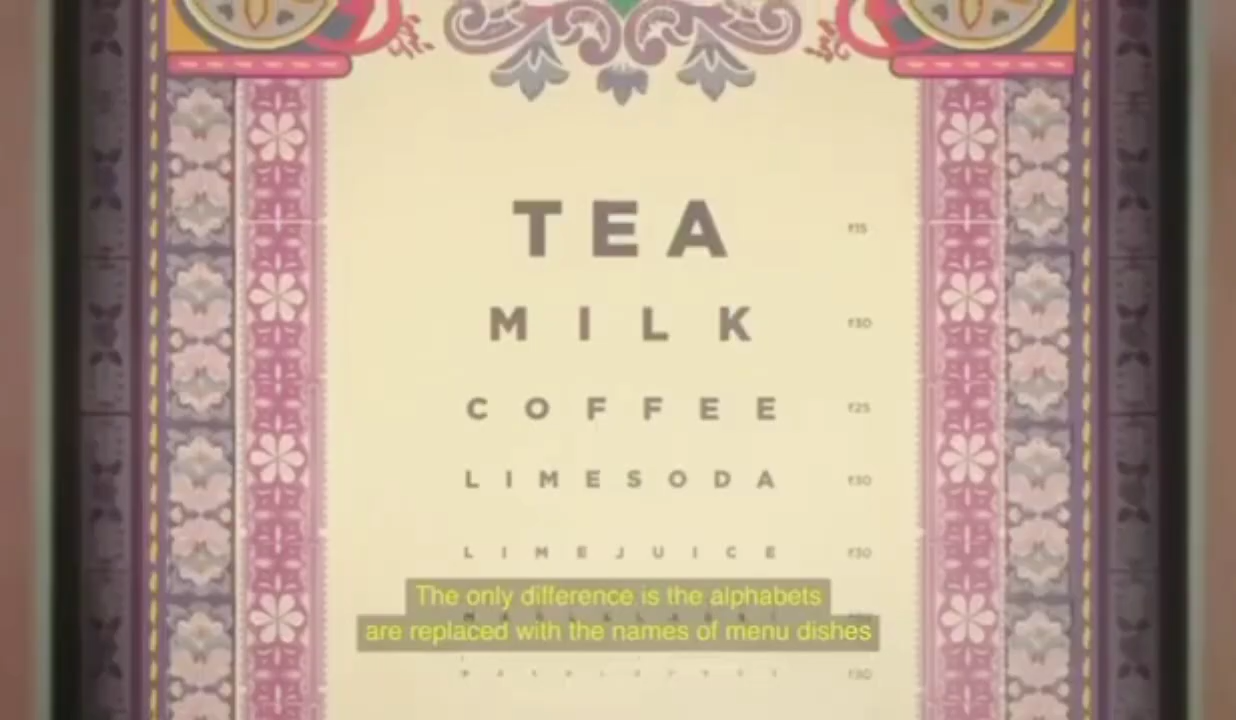 TEA ₹15
MILK ₹30
COFFEE ₹25
LIMESODA ₹30
LIMEJUICE ₹30
The only difference is the alphabets
are replaced with the names of menu dishes
₹30